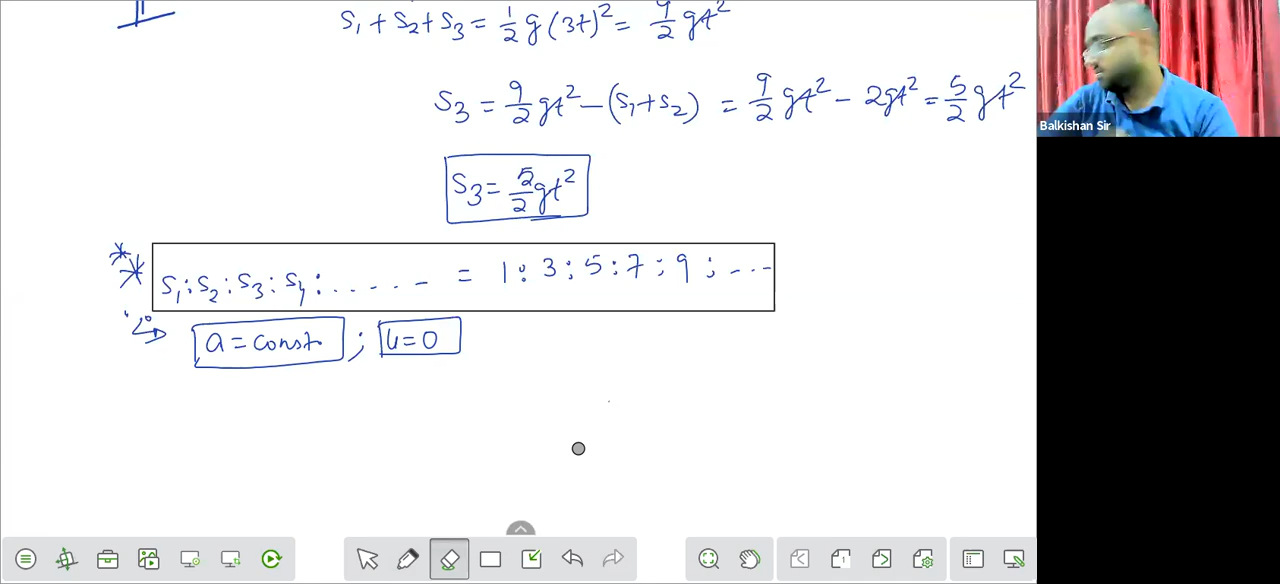 S₁ + S₂ + S₃ = 1/2 g (3t)² = 9/2 gt²
S₃ = 9/2 gt² - (S₁ + S₂) = 9/2 gt² - 2gt² = 5/2 gt²
Balkishan Sir
S₃ = 5/2 gt²
** S₁ : S₂ : S₃ : S₄ : ...... = 1 : 3 : 5 : 7 : 9 : ...
↪ a = const. ; u = 0
1